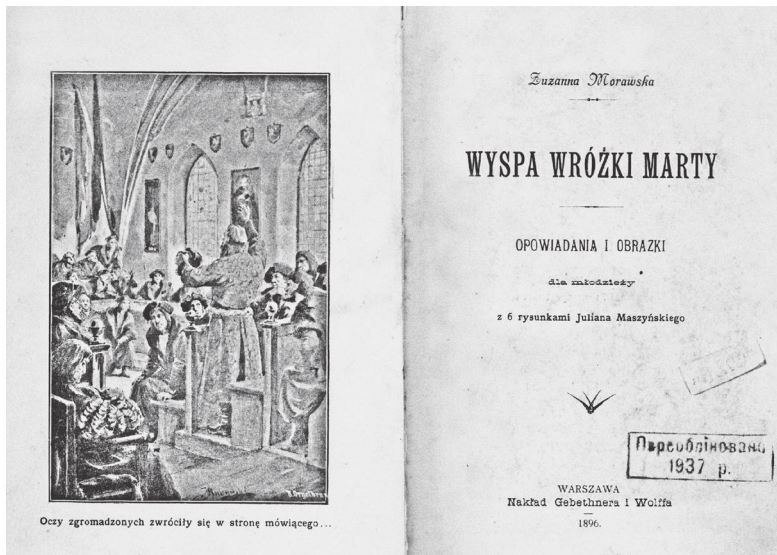 Oczy zgromadzonych zwróciły się w stronę mówiącego...
Zuzanna Morawska
WYSPA WRÓŻKI MARTY
OPOWIADANIA I OBRAZKI
dla młodzieży
z 6 rysunkami Juliana Maszyńskiego
Переобліковано
1937 р.
WARSZAWA
Nakład Gebethnera i Wolffa
1896.